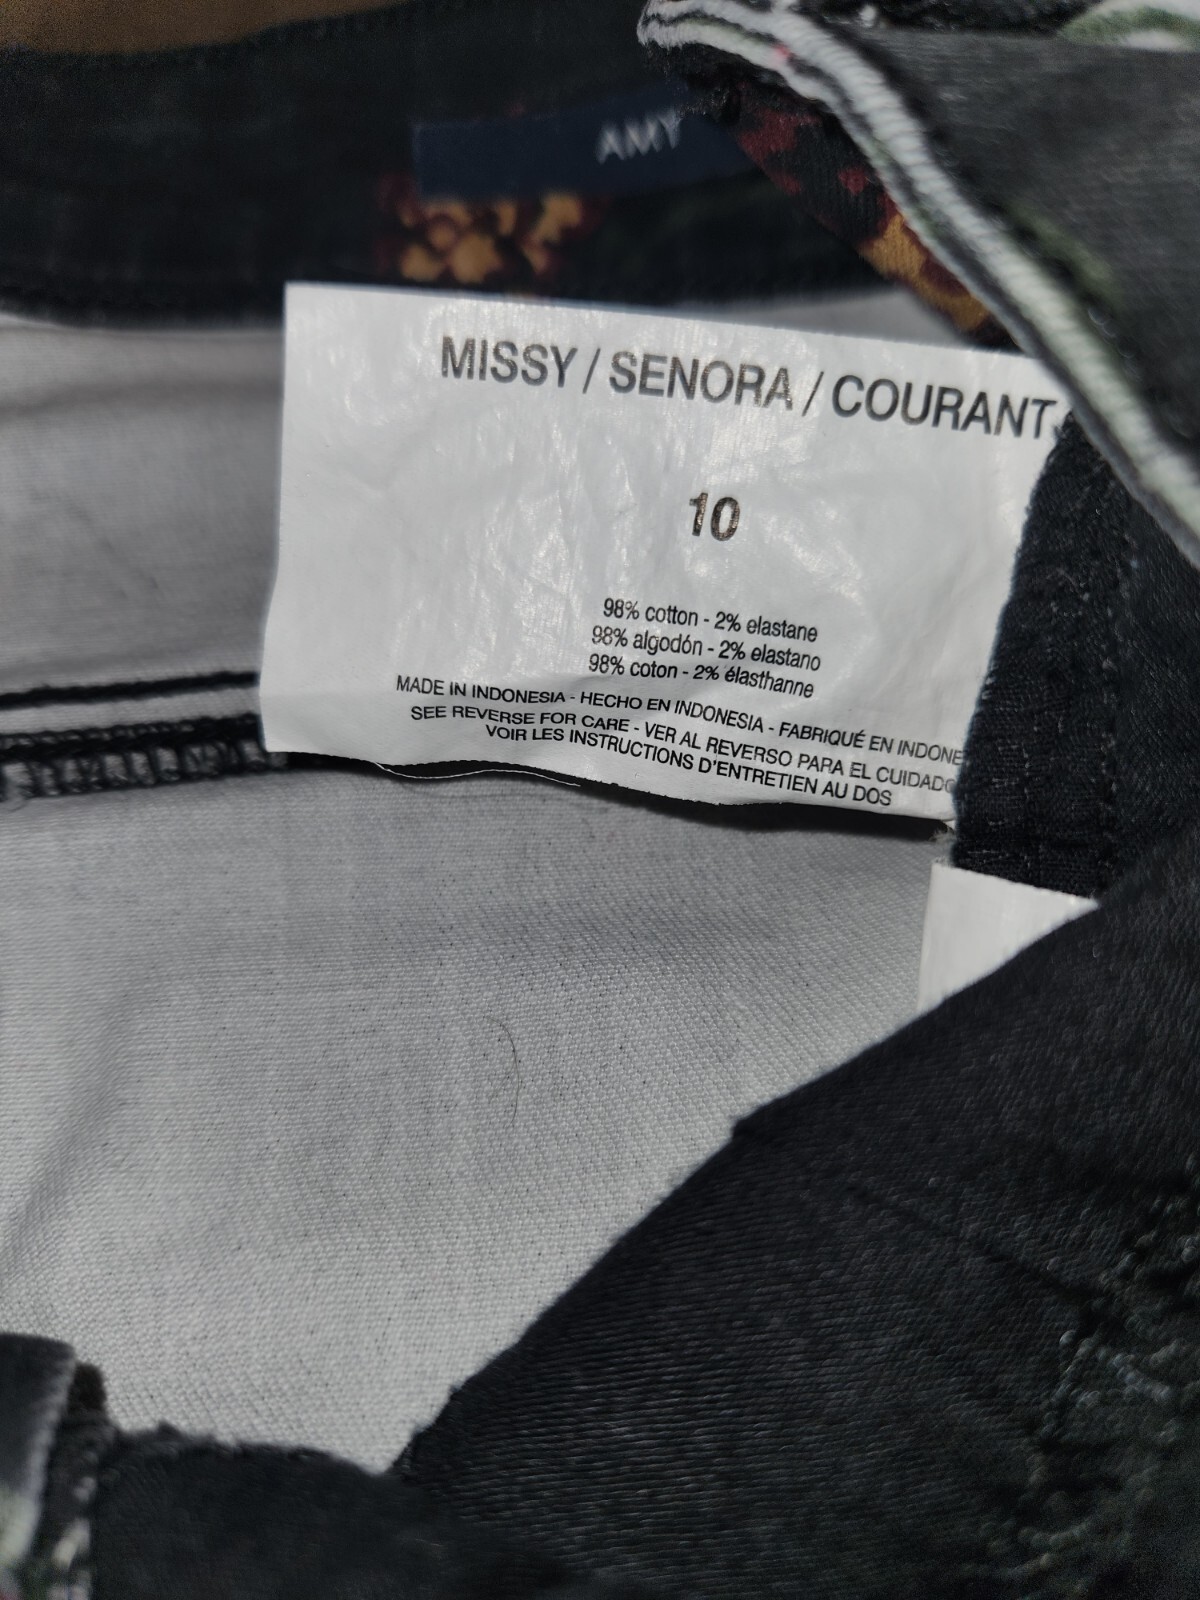 AMY
MISSY / SENORA / COURANT
10
98% cotton - 2% elastane
98% algodón - 2% elastano
98% coton - 2% élasthanne
MADE IN INDONESIA - HECHO EN INDONESIA - FABRIQUÉ EN INDONE
SEE REVERSE FOR CARE - VER AL REVERSO PARA EL CUIDADO
VOIR LES INSTRUCTIONS D'ENTRETIEN AU DOS